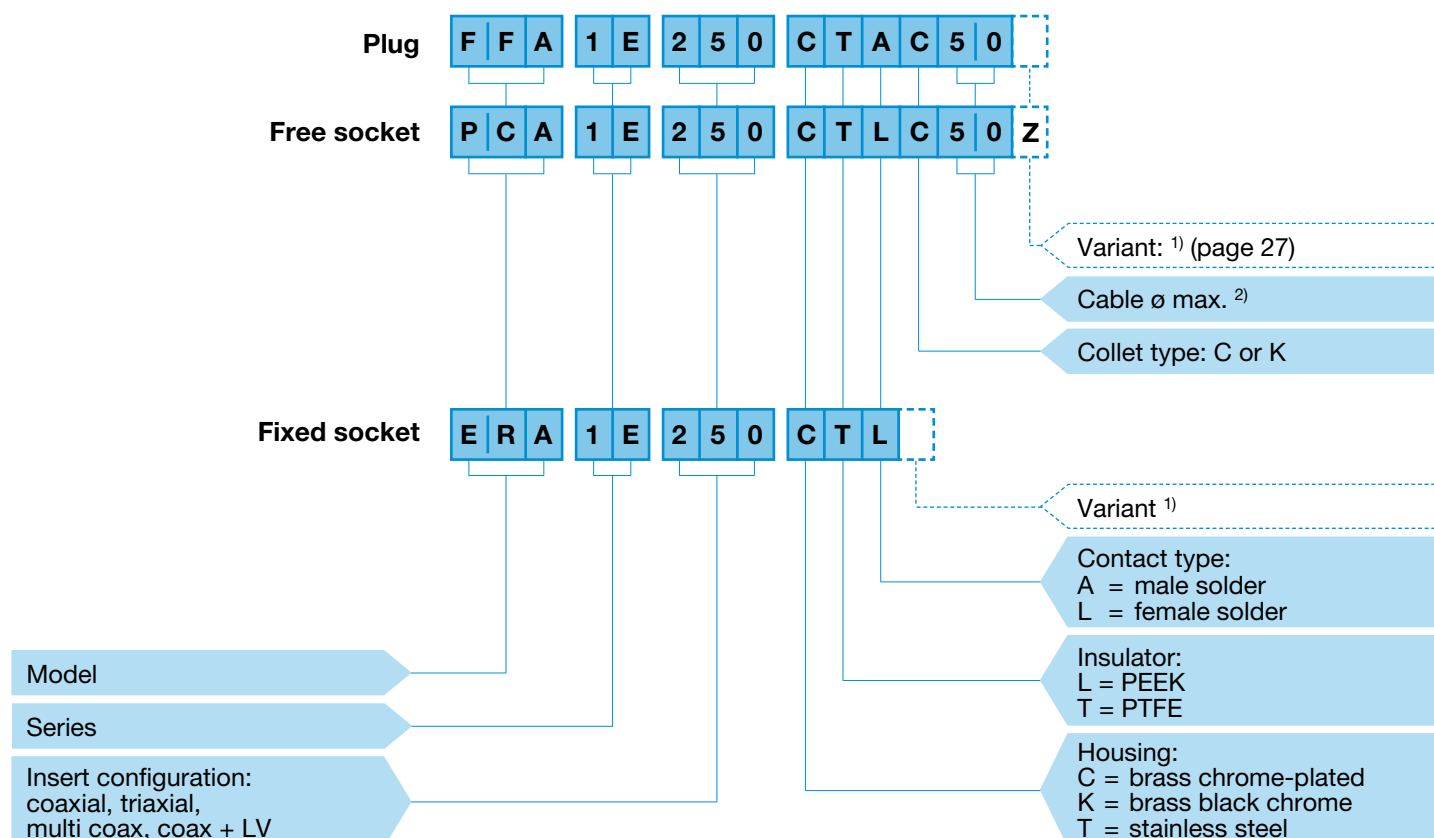 Plug F F A 1 E 2 5 0 C T A C 5 0
Free socket P C A 1 E 2 5 0 C T L C 5 0 Z
Variant: 1) (page 27)
Cable ø max. 2)
Collet type: C or K
Fixed socket E R A 1 E 2 5 0 C T L
Variant 1)
Contact type:
A = male solder
L = female solder
Model
Insulator:
L = PEEK
T = PTFE
Series
Insert configuration:
coaxial, triaxial,
multi coax, coax + LV
Housing:
C = brass chrome-plated
K = brass black chrome
T = stainless steel